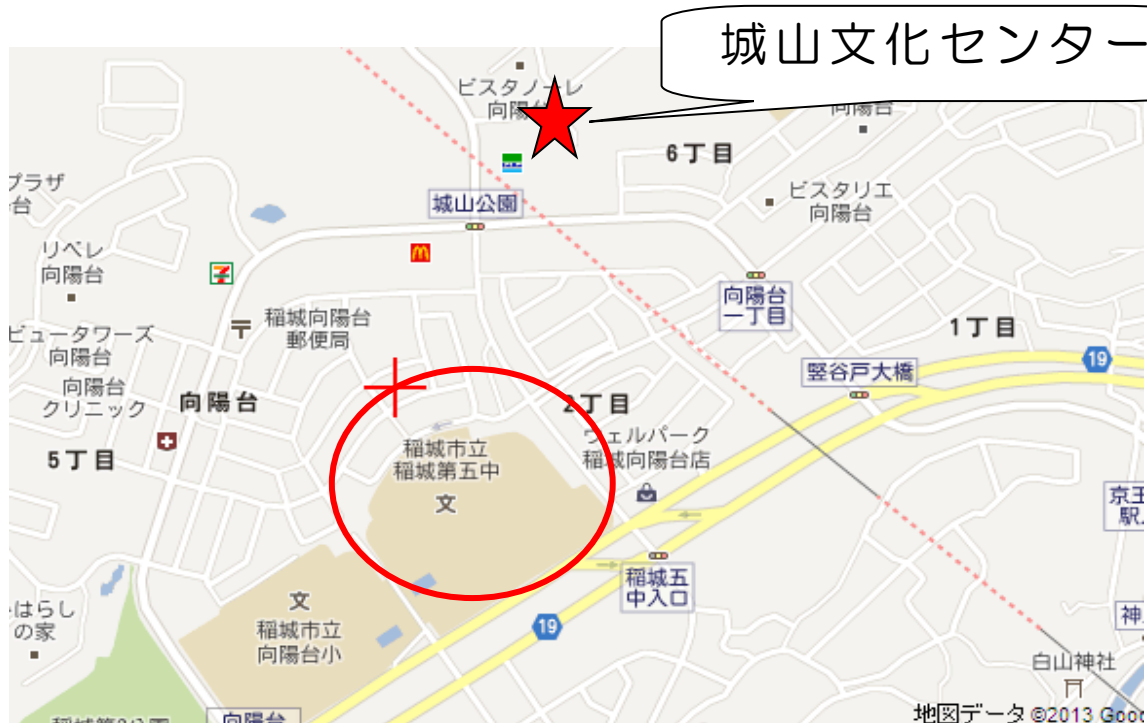 城山文化センター
ビスタノーレ
向陽台
6丁目
プラザ
台
城山公園
ビスタリエ
向陽台
リベレ
向陽台
稲城向陽台
郵便局
向陽台
一丁目
1丁目
19
ビュータワーズ
向陽台
向陽台
クリニック
向陽台
竪谷戸大橋
2丁目
5丁目
稲城市立
稲城第五中
文
ウェルパーク
稲城向陽台店
稲城五
中入口
文
稲城市立
向陽台小
19
はらし
の家
白山神社
向陽台
地図データ ©2013 Goo